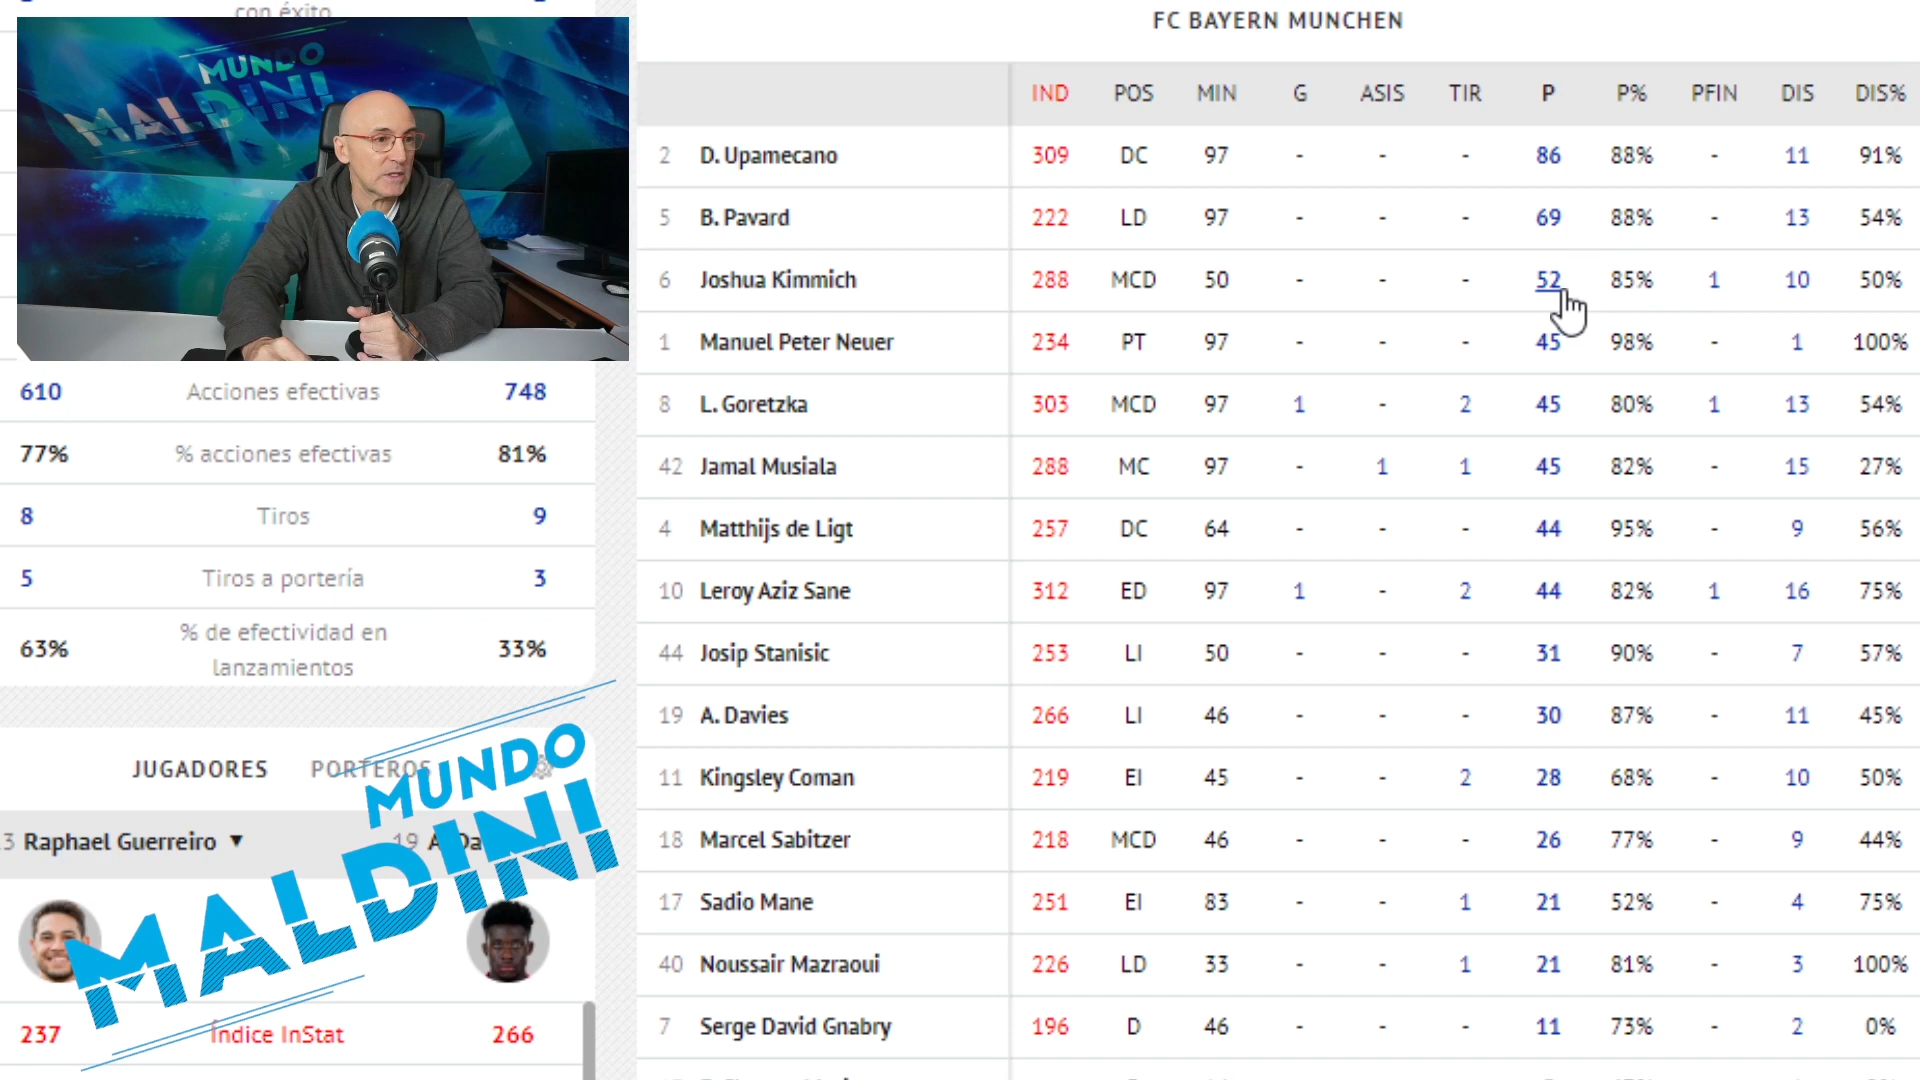 con éxito
MUNDO
MALDINI
610 Acciones efectivas 748
77% % acciones efectivas 81%
8 Tiros 9
5 Tiros a portería 3
63% % de efectividad en lanzamientos 33%
JUGADORES PORTEROS
3 Raphael Guerreiro ▼ 19 A. Da
MUNDO
MALDINI
237 Índice InStat 266
FC BAYERN MUNCHEN
IND POS MIN G ASIS TIR P P% PFIN DIS DIS%
2 D. Upamecano 309 DC 97 - - - 86 88% - 11 91%
5 B. Pavard 222 LD 97 - - - 69 88% - 13 54%
6 Joshua Kimmich 288 MCD 50 - - - 52 85% 1 10 50%
1 Manuel Peter Neuer 234 PT 97 - - - 45 98% - 1 100%
8 L. Goretzka 303 MCD 97 1 - 2 45 80% 1 13 54%
42 Jamal Musiala 288 MC 97 - 1 1 45 82% - 15 27%
4 Matthijs de Ligt 257 DC 64 - - - 44 95% - 9 56%
10 Leroy Aziz Sane 312 ED 97 1 - 2 44 82% 1 16 75%
44 Josip Stanisic 253 LI 50 - - - 31 90% - 7 57%
19 A. Davies 266 LI 46 - - - 30 87% - 11 45%
11 Kingsley Coman 219 EI 45 - - 2 28 68% - 10 50%
18 Marcel Sabitzer 218 MCD 46 - - - 26 77% - 9 44%
17 Sadio Mane 251 EI 83 - - 1 21 52% - 4 75%
40 Noussair Mazraoui 226 LD 33 - - 1 21 81% - 3 100%
7 Serge David Gnabry 196 D 46 - - - 11 73% - 2 0%